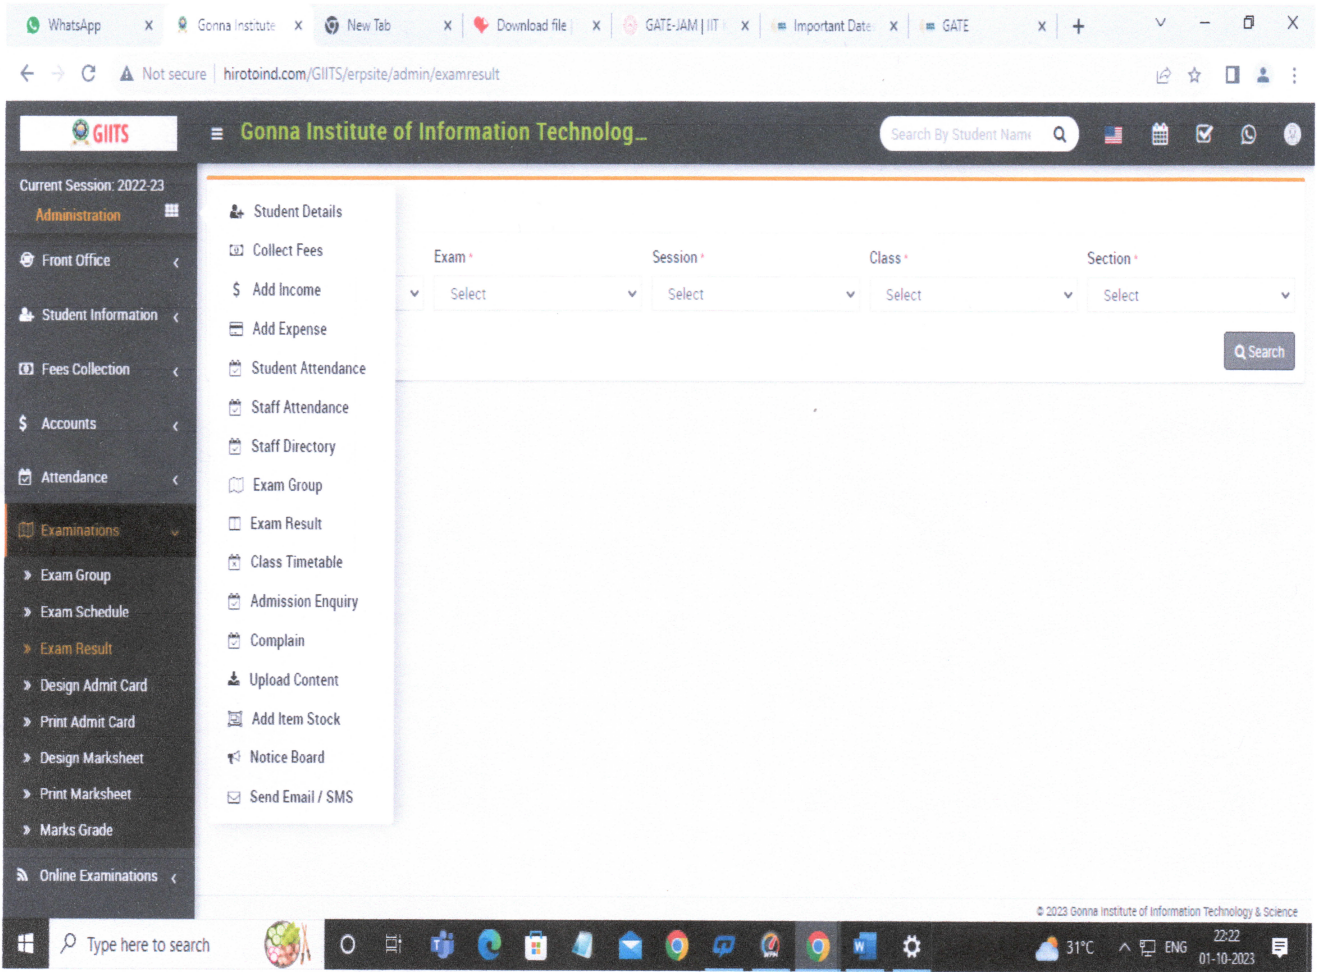 WhatsApp x Gonna Institute x New Tab x Download file x GATE-JAM | IIT x Important Date x GATE x +
Not secure | hirotoind.com/GIITS/erpsite/admin/examresult
GIITS
Gonna Institute of Information Technolog...
Search By Student Name
Current Session: 2022-23
Administration
Front Office
Student Information
Fees Collection
$ Accounts
Attendance
Examinations
» Exam Group
» Exam Schedule
» Exam Result
» Design Admit Card
» Print Admit Card
» Design Marksheet
» Print Marksheet
» Marks Grade
Online Examinations
Student Details
Collect Fees
$ Add Income
Add Expense
Student Attendance
Staff Attendance
Staff Directory
Exam Group
Exam Result
Class Timetable
Admission Enquiry
Complain
Upload Content
Add Item Stock
Notice Board
Send Email / SMS
Exam * Session * Class * Section *
Select Select Select Select
Search
© 2023 Gonna Institute of Information Technology & Science
Type here to search
31°C ENG
22:22
01-10-2023